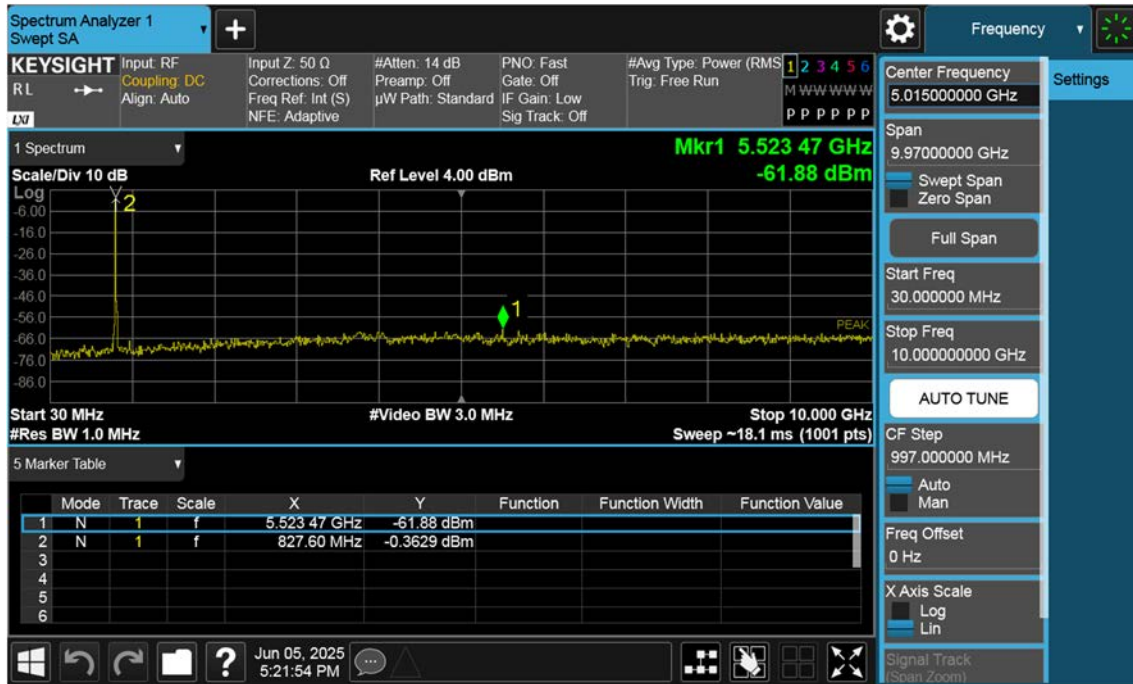 Spectrum Analyzer 1
Swept SA
Frequency
KEYSIGHT
RL
LXI
Input: RF
Coupling: DC
Align: Auto
Input Z: 50 Ω
Corrections: Off
Freq Ref: Int (S)
NFE: Adaptive
#Atten: 14 dB
Preamp: Off
µW Path: Standard
PNO: Fast
Gate: Off
IF Gain: Low
Sig Track: Off
#Avg Type: Power (RMS
Trig: Free Run
1 2 3 4 5 6
M W W W W W
P P P P P P
1 Spectrum
Mkr1 5.523 47 GHz
Scale/Div 10 dB
Ref Level 4.00 dBm
-61.88 dBm
Log
-6.00
-16.0
-26.0
-36.0
-46.0
-56.0
-66.0
-76.0
-86.0
2
1
PEAK
Start 30 MHz
#Video BW 3.0 MHz
Stop 10.000 GHz
#Res BW 1.0 MHz
Sweep ~18.1 ms (1001 pts)
5 Marker Table
Mode Trace Scale X Y Function Function Width Function Value
1 N 1 f 5.523 47 GHz -61.88 dBm
2 N 1 f 827.60 MHz -0.3629 dBm
3
4
5
6
Jun 05, 2025
5:21:54 PM
Center Frequency
5.015000000 GHz
Span
9.97000000 GHz
Swept Span
Zero Span
Full Span
Start Freq
30.000000 MHz
Stop Freq
10.000000000 GHz
AUTO TUNE
CF Step
997.000000 MHz
Auto
Man
Freq Offset
0 Hz
X Axis Scale
Log
Lin
Signal Track
(Span Zoom)
Settings